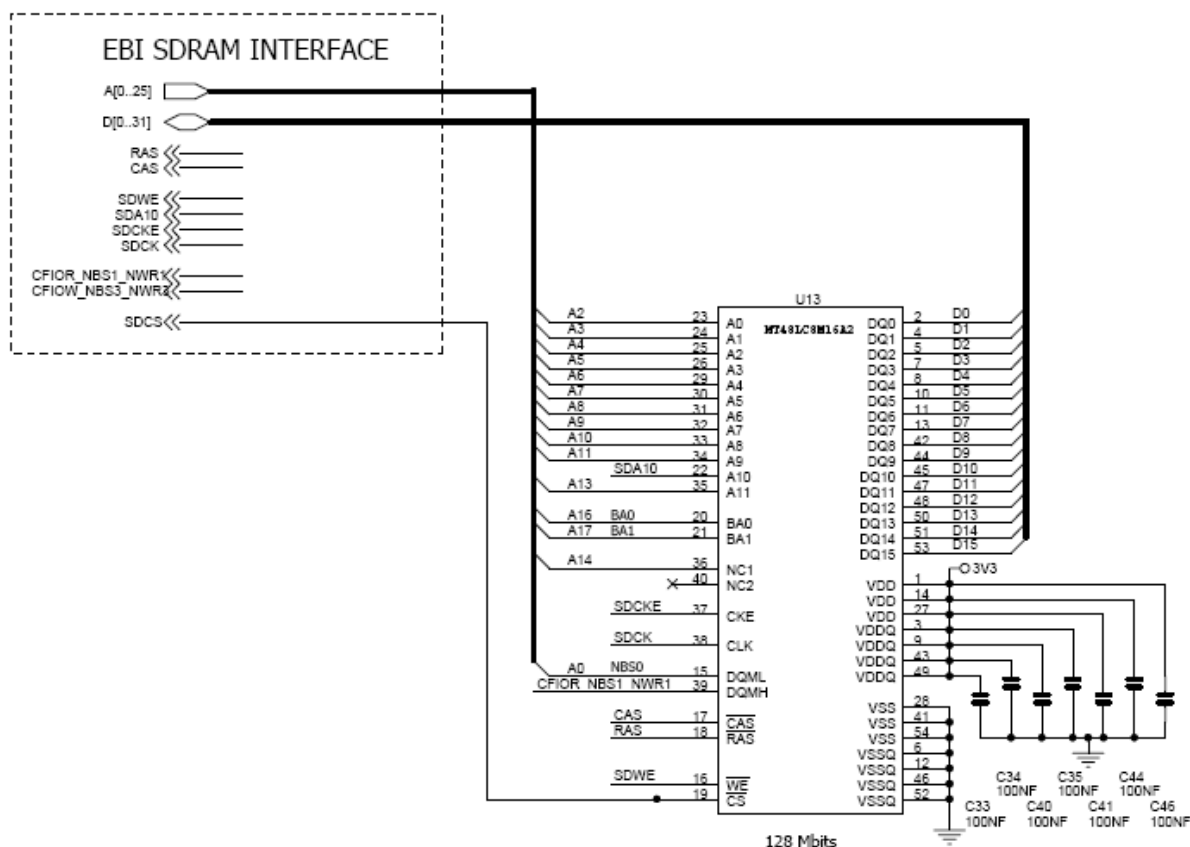 EBI SDRAM INTERFACE
A[0..25]
D[0..31]
RAS
CAS
SDWE
SDA10
SDCKE
SDCK
CFIOR_NBS1_NWR1
CFIOW_NBS3_NWR3
SDCS
U13
MT48LC8M16A2
A2 23 A0 DQ0 2 D0
A3 24 A1 DQ1 4 D1
A4 25 A2 DQ2 5 D2
A5 26 A3 DQ3 7 D3
A6 29 A4 DQ4 8 D4
A7 30 A5 DQ5 10 D5
A8 31 A6 DQ6 11 D6
A9 32 A7 DQ7 13 D7
A10 33 A8 DQ8 42 D8
A11 34 A9 DQ9 44 D9
SDA10 22 A10 DQ10 45 D10
A13 35 A11 DQ11 47 D11
DQ12 48 D12
A16 BA0 20 BA0 DQ13 50 D13
A17 BA1 21 BA1 DQ14 51 D14
DQ15 53 D15
A14 36 NC1
3V3
40 NC2 VDD 1
VDD 14
SDCKE 37 CKE VDD 27
VDDQ 3
SDCK 38 CLK VDDQ 9
VDDQ 43
A0 NBS0 15 DQML VDDQ 49
CFIOR_NBS1_NWR1 39 DQMH
VSS 28
CAS 17 CAS VSS 41
RAS 18 RAS VSS 54
VSSQ 6
VSSQ 12
SDWE 16 WE VSSQ 46
19 CS VSSQ 52
C34 C35 C44
100NF 100NF 100NF
C33 C40 C41 C46
100NF 100NF 100NF 100NF
128 Mbits